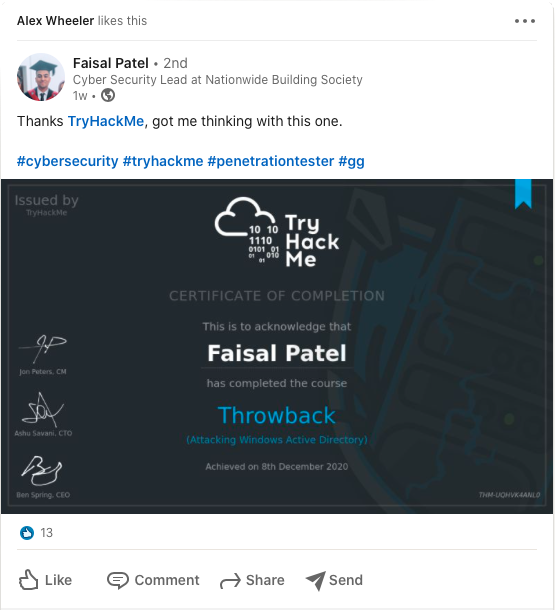 Alex Wheeler likes this
Faisal Patel • 2nd
Cyber Security Lead at Nationwide Building Society
1w •
Thanks TryHackMe, got me thinking with this one.
#cybersecurity #tryhackme #penetrationtester #gg
Issued by
TryHackMe
10 10
1110
0101 01
01 010
01
Try
Hack
Me
CERTIFICATE OF COMPLETION
This is to acknowledge that
Faisal Patel
has completed the course
Throwback
(Attacking Windows Active Directory)
Achieved on 8th December 2020
Jon Peters, CM
Ashu Savani, CTO
Ben Spring, CEO
THM-UQHVK4ANL0
13
Like
Comment
Share
Send